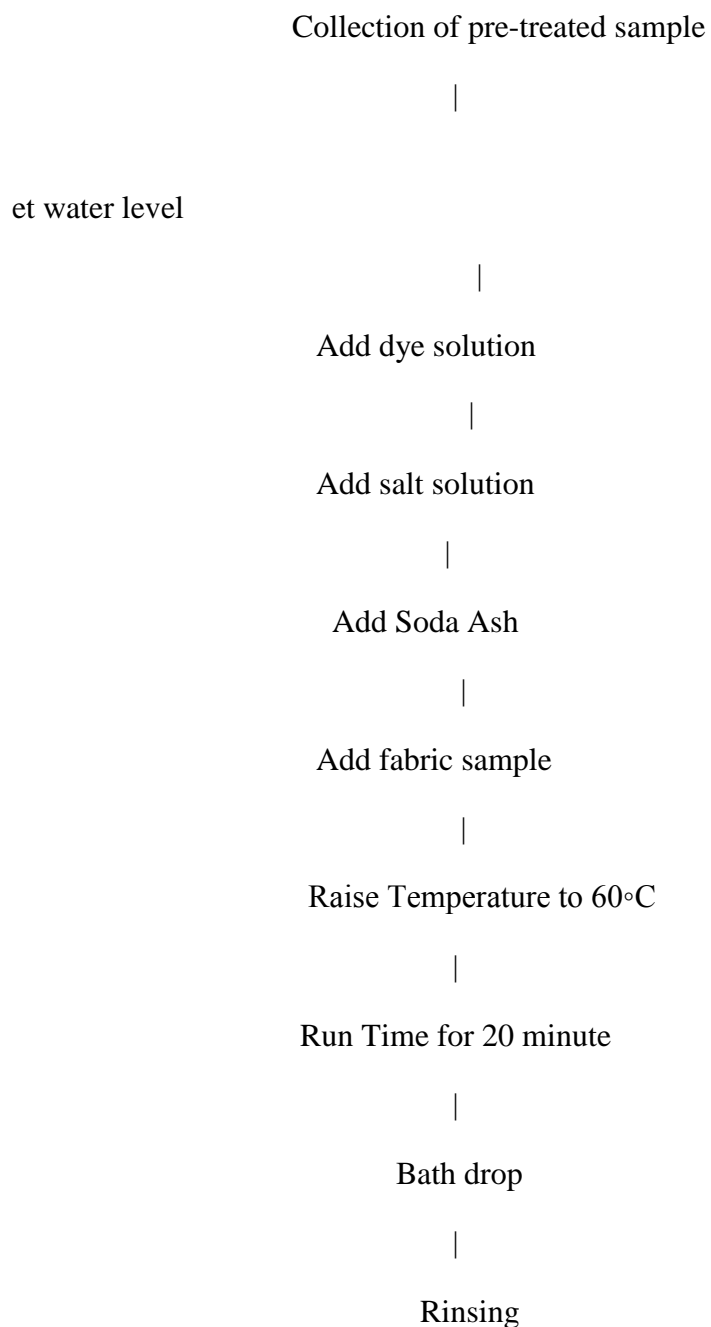 Collection of pre-treated sample
|
et water level
|
Add dye solution
|
Add salt solution
|
Add Soda Ash
|
Add fabric sample
|
Raise Temperature to 60◦C
|
Run Time for 20 minute
|
Bath drop
|
Rinsing